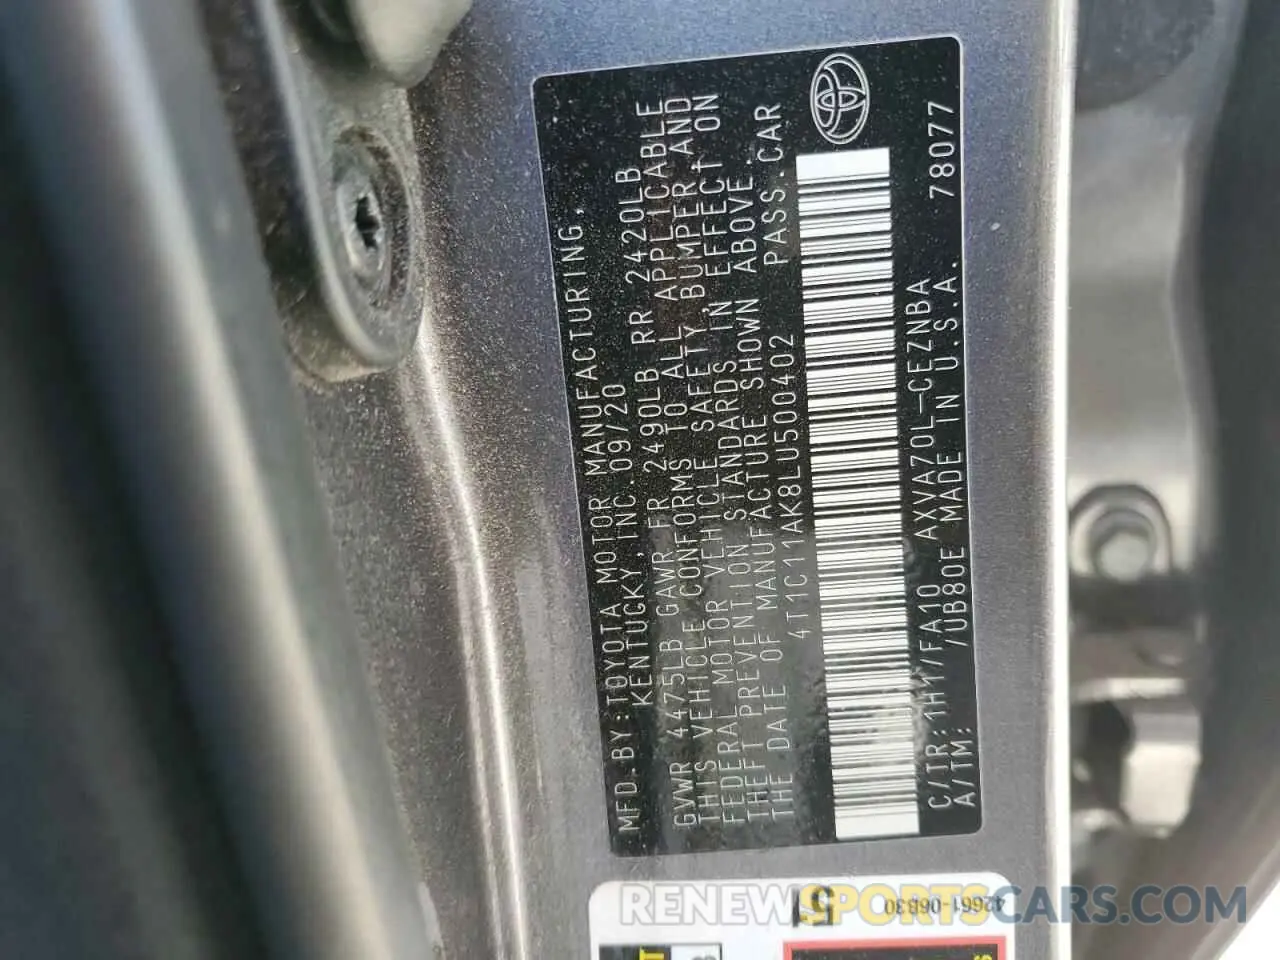 MFD. BY: TOYOTA MOTOR MANUFACTURING,
KENTUCKY, INC. 09/20
GVWR 4475LB GAWR FR 2490LB RR 2420LB
THIS VEHICLE CONFORMS TO ALL APPLICABLE
FEDERAL MOTOR VEHICLE SAFETY, BUMPER, AND
THEFT PREVENTION STANDARDS IN EFFECT ON
THE DATE OF MANUFACTURE SHOWN ABOVE.
4T1C11AK8LU500402 PASS. CAR
C/TR: 1H1/FA10 AXVA70L-CEZNBA
A/TM: /UB80E MADE IN U.S.A. 78077
5
42661-06B30
RENEWSPORTSCARS.COM